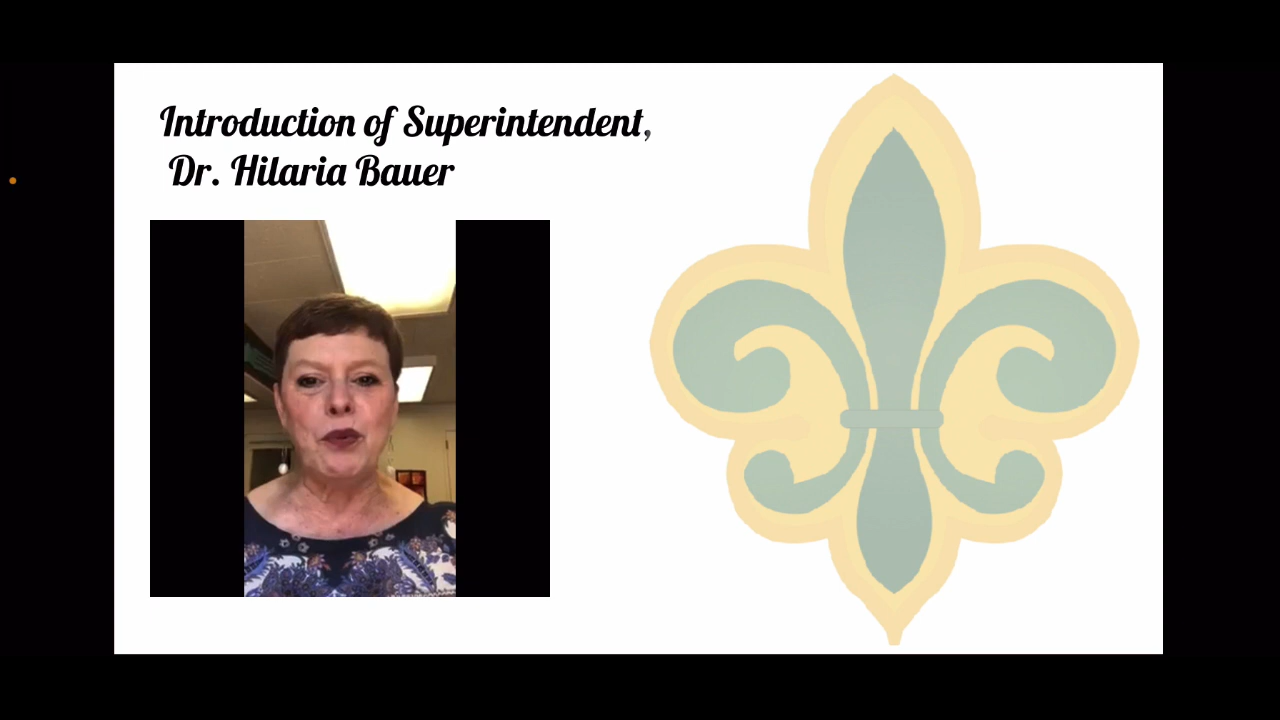 Introduction of Superintendent,
Dr. Hilaria Bauer